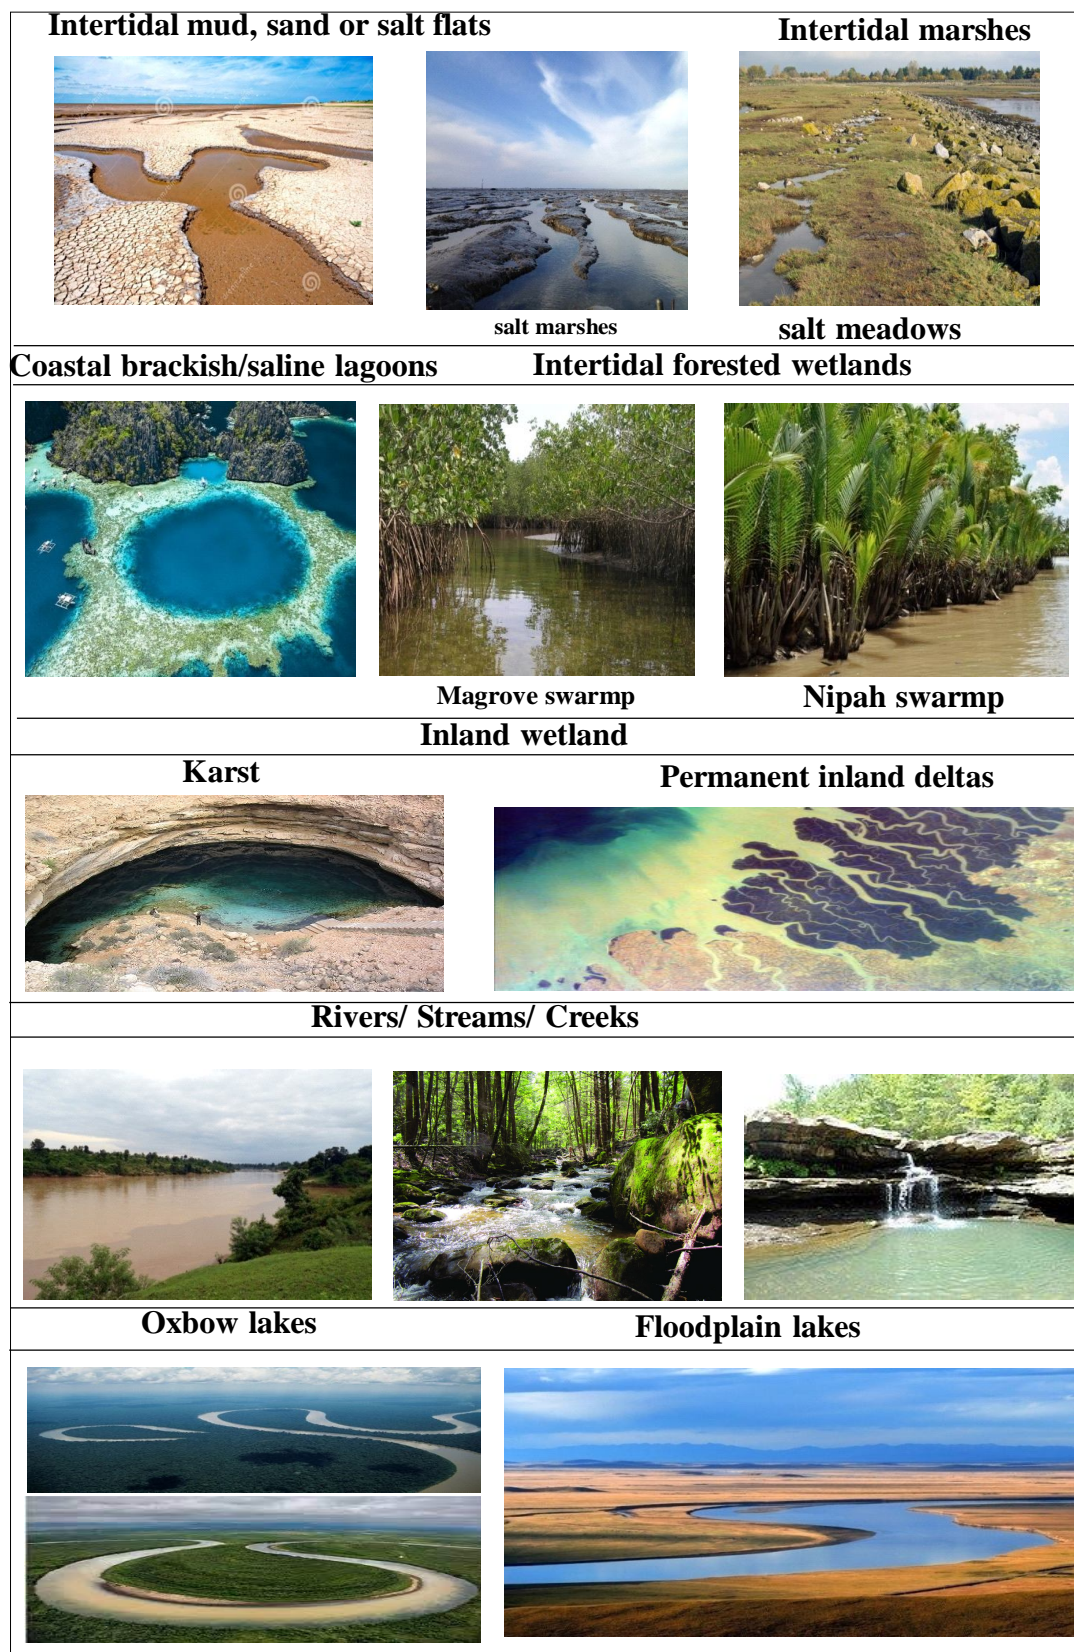 Intertidal mud, sand or salt flats
Intertidal marshes
salt marshes
salt meadows
Coastal brackish/saline lagoons
Intertidal forested wetlands
Magrove swarmp
Nipah swarmp
Inland wetland
Karst
Permanent inland deltas
Rivers/ Streams/ Creeks
Oxbow lakes
Floodplain lakes